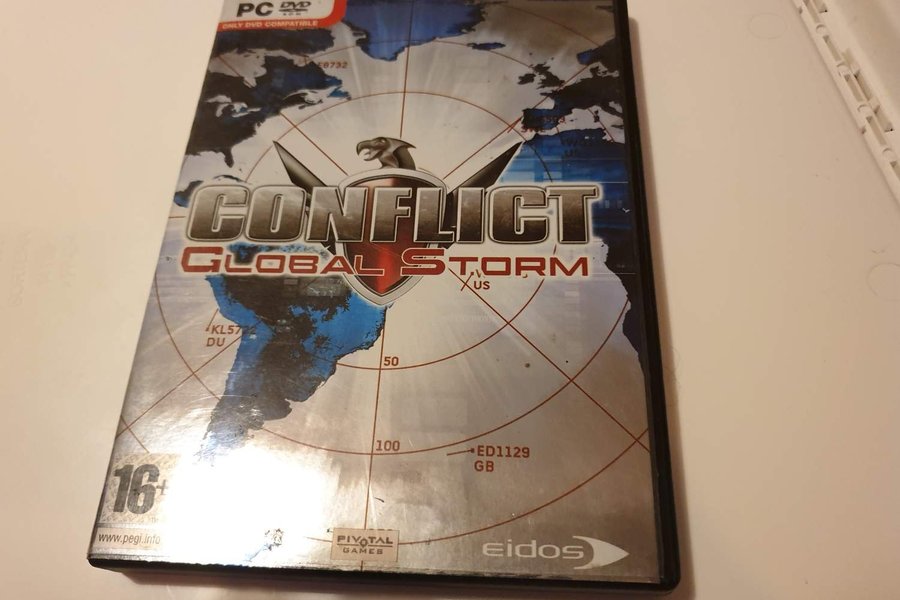 PC DVD
ROM
ONLY DVD COMPATIBLE
CONFLICT
GLOBAL STORM
US
DU
50
100
ED1129
GB
16+
www.pegi.info
PIVOTAL
GAMES
eidos